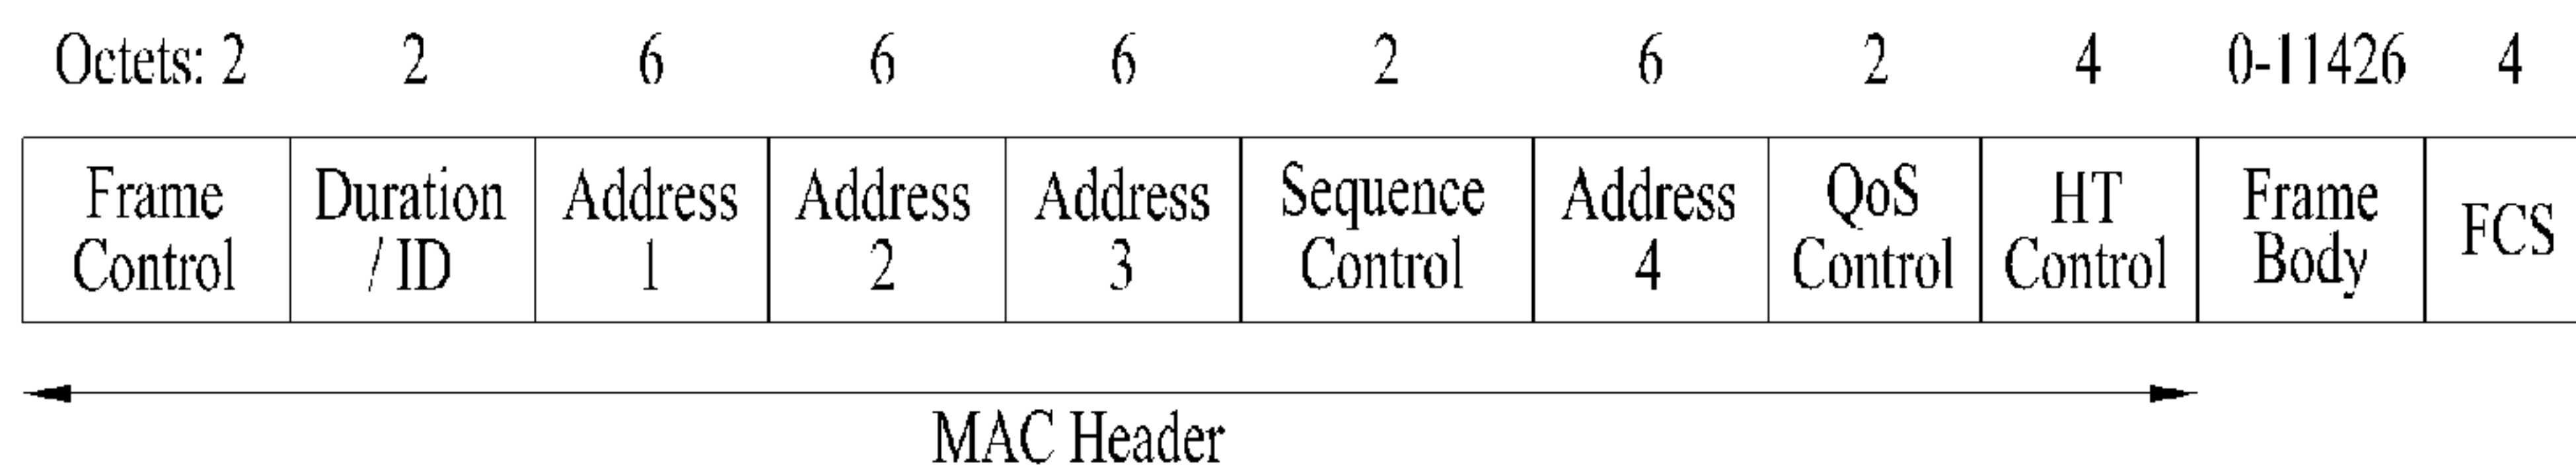 Octets: 2 2 6 6 6 2 6 2 4 0-11426 4
Frame Control Duration / ID Address 1 Address 2 Address 3 Sequence Control Address 4 QoS Control HT Control Frame Body FCS
MAC Header